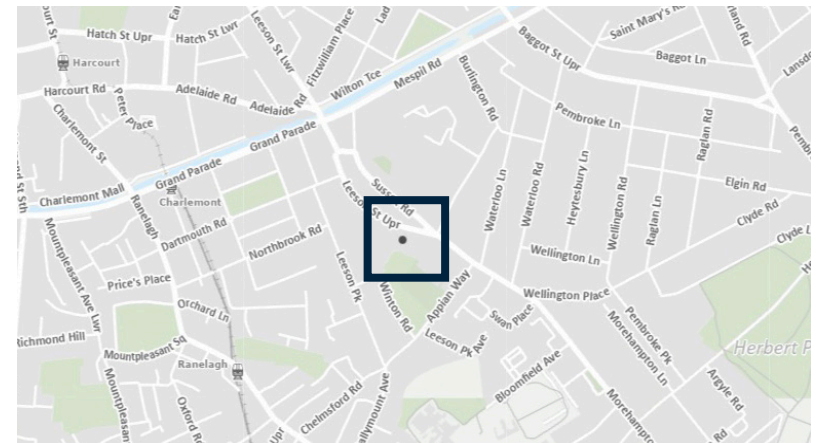 Hatch St Upr
Hatch St Lwr
Leeson St Lwr
Fitzwilliam Place
Lad
Saint Mary's R
Baggot St Upr
Baggot Ln
Harcourt
Harcourt Rd
Adelaide Rd
Adelaide Rd
Wilton Tce
Mespil Rd
Burlington Rd
Pembroke Ln
Raglan Rd
Charlemont St
Peter Place
Grand Parade
Grand Parade
Charlemont Mall
Charlemont
Ranelagh
Sussex Rd
Leeson St Upr
Waterloo Ln
Waterloo Rd
Heytesbury Ln
Wellington Rd
Raglan Ln
Elgin Rd
Clyde Rd
Clyde L
Dartmouth Rd
Northbrook Rd
Leeson Pk
Wellington Ln
Mountpleasant Ave Lwr
Price's Place
Orchard Ln
Winton Rd
Appian Way
Wellington Place
Swan Place
Richmond Hill
Mountpleasant Sq
Leeson Pk Ave
Pembroke Pk
Morehampton Ln
Herbert P
Ranelagh
Bloomfield Ave
Argyle Rd
Mountpleasan
Oxford Rd
Chelmsford Rd
Upr
Morehamp
Rd